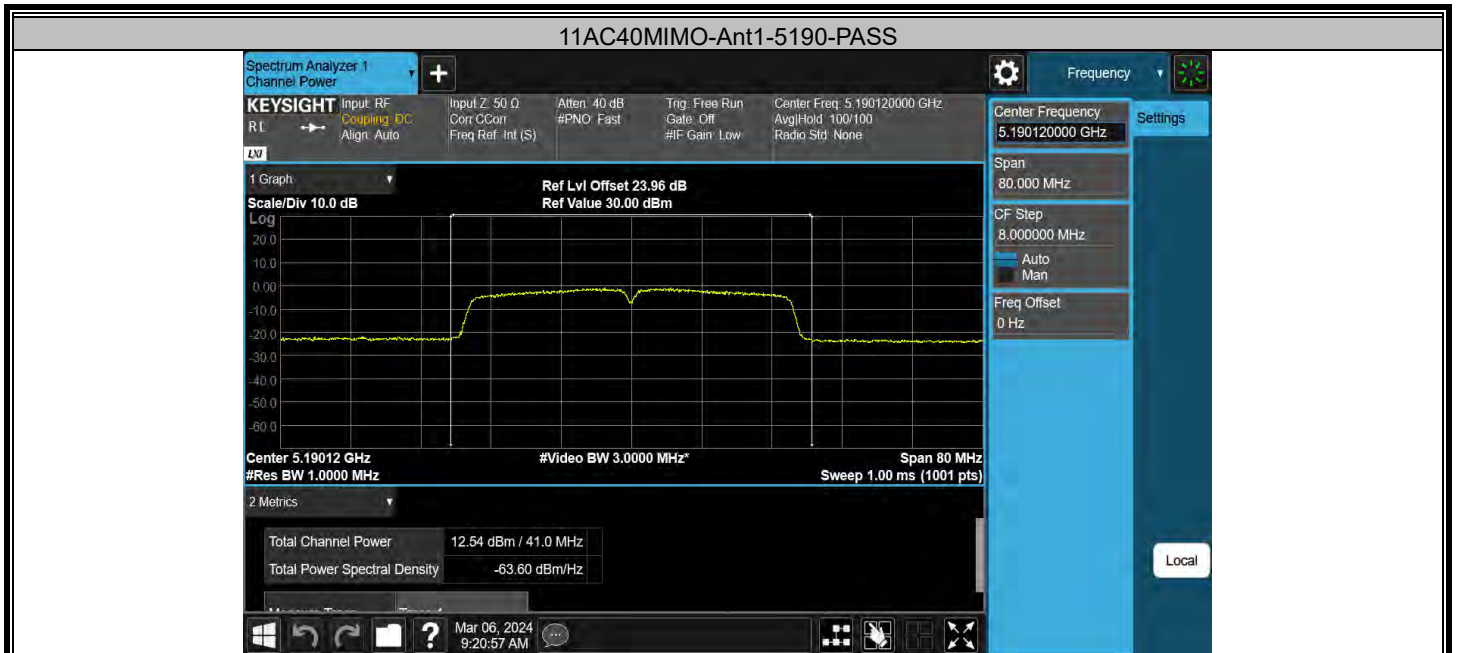 11AC40MIMO-Ant1-5190-PASS
Spectrum Analyzer 1
Channel Power
+
Frequency
KEYSIGHT
Input: RF
Coupling: DC
Align: Auto
Input Z: 50 Ω
Corr CCorr
Freq Ref: Int (S)
Atten: 40 dB
#PNO: Fast
Trig: Free Run
Gate: Off
#IF Gain: Low
Center Freq: 5.190120000 GHz
Avg|Hold: 100/100
Radio Std: None
LXI
Center Frequency
5.190120000 GHz
Settings
Span
80.000 MHz
CF Step
8.000000 MHz
Auto
Man
Freq Offset
0 Hz
Local
1 Graph
Ref Lvl Offset 23.96 dB
Scale/Div 10.0 dB
Ref Value 30.00 dBm
Log
20.0
10.0
0.00
-10.0
-20.0
-30.0
-40.0
-50.0
-60.0
Center 5.19012 GHz
#Video BW 3.0000 MHz*
Span 80 MHz
#Res BW 1.0000 MHz
Sweep 1.00 ms (1001 pts)
2 Metrics
Total Channel Power 12.54 dBm / 41.0 MHz
Total Power Spectral Density -63.60 dBm/Hz
?
Mar 06, 2024
9:20:57 AM